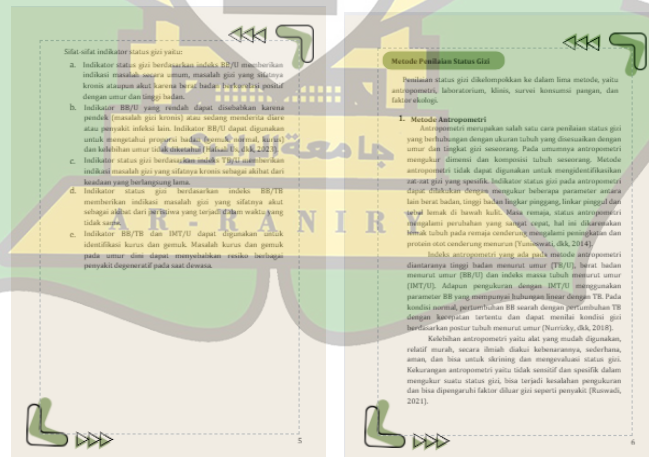 Sifat-sifat indikator status gizi yaitu:
a. Indikator status gizi berdasarkan indeks BB/U memberikan
indikasi masalah secara umum, masalah gizi yang sifatnya
kronis ataupun akut karena berat badan berkorelasi positif
dengan umur dan tinggi badan.
b. Indikator BB/U yang rendah dapat disebabkan karena
pendek (masalah gizi kronis) atau sedang menderita diare
atau penyakit infeksi lain. Indikator BB/U dapat digunakan
untuk mengetahui proporsi badan (gemuk, normal, kurus)
dan kelebihan umur tidak diketahui dkk, 2023).
c. Indikator status gizi berdasarkan indeks TB/U memberikan
indikasi masalah gizi yang sifatnya kronis sebagai akibat dari
keadaan yang berlangsung lama.
d. Indikator status gizi berdasarkan indeks BB/TB
memberikan indikasi masalah gizi yang sifatnya akut
sebagai akibat dari peristiwa yang terjadi dalam waktu yang
tidak sama.
e. Indikator BB/TB dan IMT/U dapat digunakan untuk
identifikasi kurus dan gemuk. Masalah kurus dan gemuk
pada umur dini dapat menyebabkan resiko berbagai
penyakit degeneratif pada saat dewasa.
5
Metode Penilaian Status Gizi
Penilaian status gizi dikelompokkan ke dalam lima metode, yaitu
antropometri, laboratorium, klinis, survei konsumsi pangan, dan
faktor ekologi.
1. Metode Antropometri
Antropometri merupakan salah satu cara penilaian status gizi
yang berhubungan dengan ukuran tubuh yang disesuaikan dengan
umur dan tingkat gizi seseorang. Pada umumnya antropometri
mengukur dimensi dan komposisi tubuh seseorang. Metode
antropometri tidak dapat digunakan untuk mengidentifikasikan
zat-zat gizi yang spesifik. Indikator status gizi pada antropometri
dapat dilakukan dengan mengukur beberapa parameter antara
lain berat badan, tinggi badan lingkar pinggang, linkar pinggul dan
tebal lemak di bawah kulit. Masa remaja, status antropometri
mengalami perubahan yang sangat cepat, hal ini dikarenakan
lemak tubuh pada remaja cenderung mengalami peningkatan dan
protein otot cenderung menurun (Yuniswati, dkk, 2014).
Indeks antropometri yang ada pada metode antropometri
diantaranya tinggi badan menurut umur (TB/U), berat badan
menurut umur (BB/U) dan indeks massa tubuh menurut umur
(IMT/U). Adapun pengukuran dengan IMT/U menggunakan
parameter BB yang mempunyai hubungan linear dengan TB. Pada
kondisi normal, pertumbuhan BB searah dengan pertumbuhan TB
dengan kecepatan tertentu dan dapat menilai kondisi gizi
berdasarkan postur tubuh menurut umur (Nurrizky, dkk, 2018).
Kelebihan antropometri yaitu alat yang mudah digunakan,
relatif murah, secara ilmiah diakui kebenarannya, sederhana,
aman, dan bisa untuk skrining dan mengevaluasi status gizi.
Kekurangan antropometri yaitu tidak sensitif dan spesifik dalam
mengukur suatu status gizi, bisa terjadi kesalahan pengukuran
dan bisa dipengaruhi faktor diluar gizi seperti penyakit (Ruswadi,
2021).
6
جامعة
AR-RANIRY